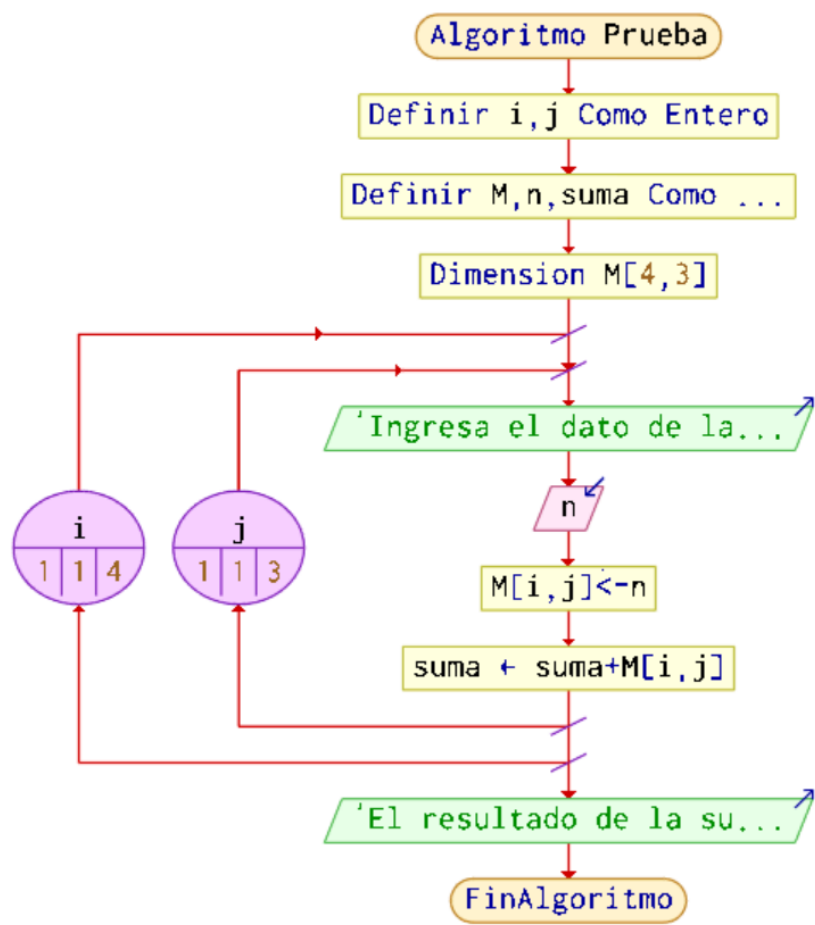 Algoritmo Prueba
Definir i,j Como Entero
Definir M,n,suma Como ...
Dimension M[4,3]
'Ingresa el dato de la...
n
i
1 1 4
j
1 1 3
M[i,j]<-n
suma ← suma+M[i,j]
'El resultado de la su...
FinAlgoritmo